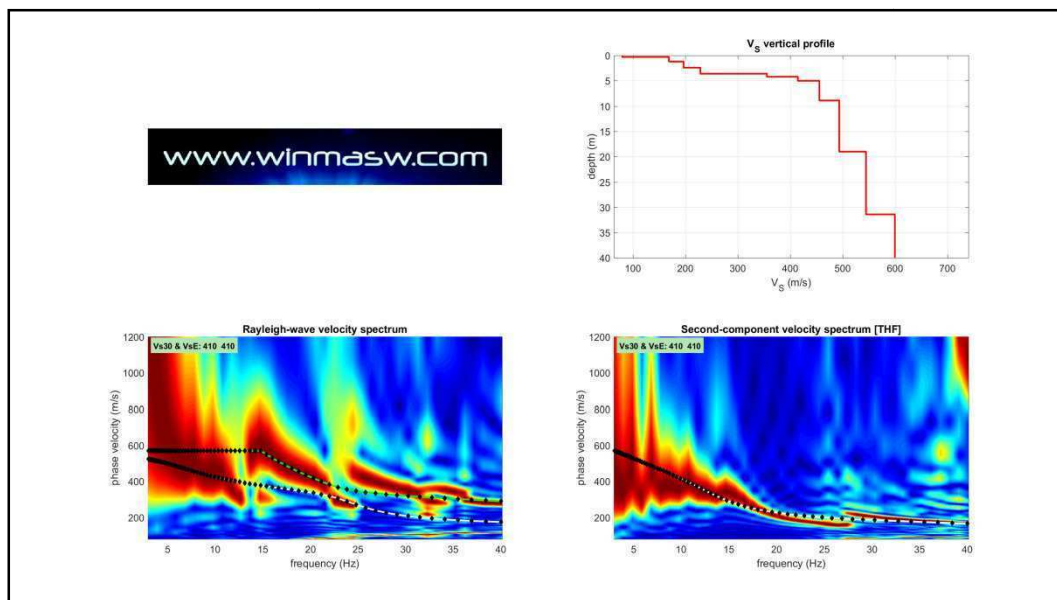 www.winmasw.com
V_S vertical profile
0
5
10
15
20
25
30
35
40
depth (m)
100 200 300 400 500 600 700
V_S (m/s)
Rayleigh-wave velocity spectrum
Vs30 & VsE: 410 410
1200
1000
800
600
400
200
phase velocity (m/s)
5 10 15 20 25 30 35 40
frequency (Hz)
Second-component velocity spectrum [THF]
Vs30 & VsE: 410 410
1200
1000
800
600
400
200
phase velocity (m/s)
5 10 15 20 25 30 35 40
frequency (Hz)